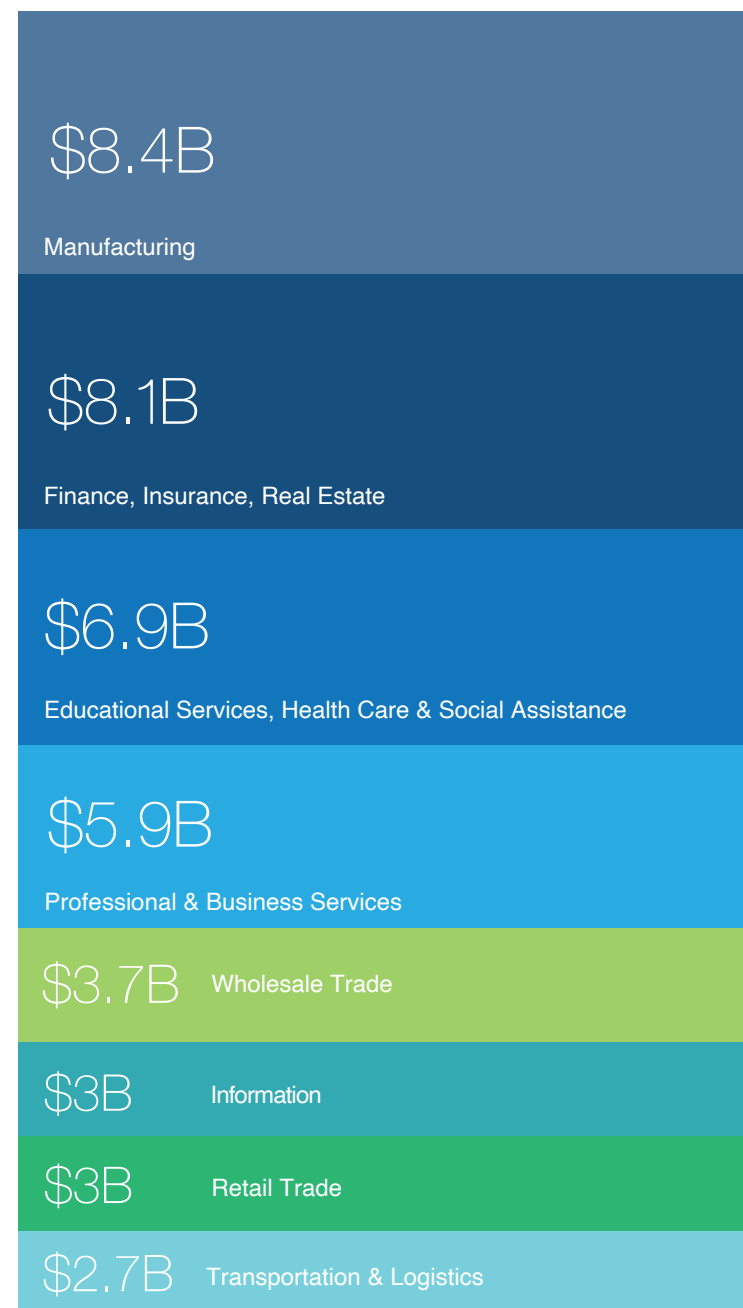 $8.4B
Manufacturing
$8.1B
Finance, Insurance, Real Estate
$6.9B
Educational Services, Health Care & Social Assistance
$5.9B
Professional & Business Services
$3.7B Wholesale Trade
$3B Information
$3B Retail Trade
$2.7B Transportation & Logistics